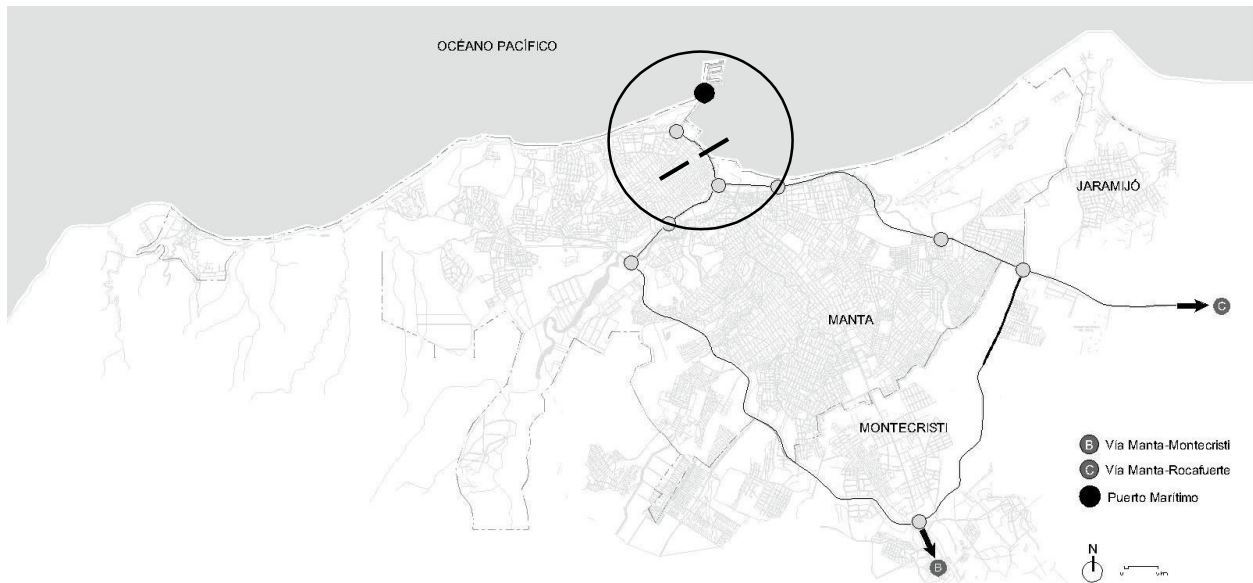 OCÉANO PACÍFICO
JARAMIJÓ
C
MANTA
MONTECRISTI
B Vía Manta-Montecristi
C Vía Manta-Rocafuerte
Puerto Marítimo
N
B